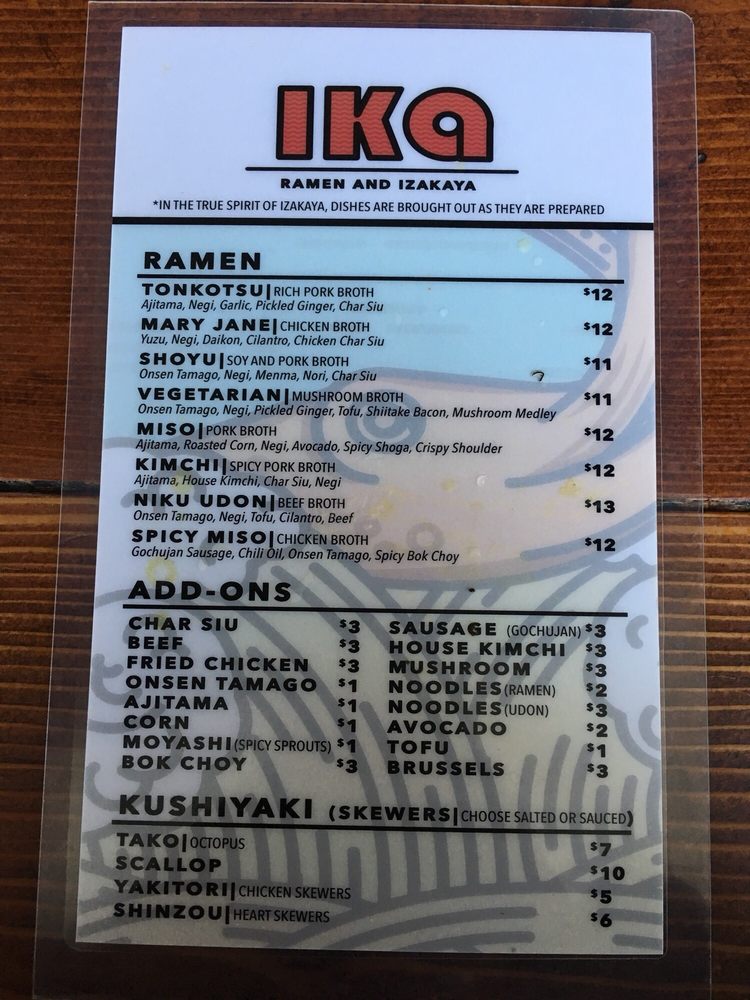 IKa
RAMEN AND IZAKAYA
*IN THE TRUE SPIRIT OF IZAKAYA, DISHES ARE BROUGHT OUT AS THEY ARE PREPARED
RAMEN
TONKOTSU|RICH PORK BROTH $12
Ajitama, Negi, Garlic, Pickled Ginger, Char Siu
MARY JANE|CHICKEN BROTH $12
Yuzu, Negi, Daikon, Cilantro, Chicken Char Siu
SHOYU|SOY AND PORK BROTH $11
Onsen Tamago, Negi, Menma, Nori, Char Siu
VEGETARIAN|MUSHROOM BROTH $11
Onsen Tamago, Negi, Pickled Ginger, Tofu, Shiitake Bacon, Mushroom Medley
MISO|PORK BROTH $12
Ajitama, Roasted Corn, Negi, Avocado, Spicy Shoga, Crispy Shoulder
KIMCHI|SPICY PORK BROTH $12
Ajitama, House Kimchi, Char Siu, Negi
NIKU UDON|BEEF BROTH $13
Onsen Tamago, Negi, Tofu, Cilantro, Beef
SPICY MISO|CHICKEN BROTH $12
Gochujan Sausage, Chili Oil, Onsen Tamago, Spicy Bok Choy
ADD-ONS
CHAR SIU $3
BEEF $3
FRIED CHICKEN $3
ONSEN TAMAGO $1
AJITAMA $1
CORN $1
MOYASHI(SPICY SPROUTS) $1
BOK CHOY $3
SAUSAGE (GOCHUJAN) $3
HOUSE KIMCHI $3
MUSHROOM $3
NOODLES(RAMEN) $2
NOODLES(UDON) $3
AVOCADO $2
TOFU $1
BRUSSELS $3
KUSHIYAKI (SKEWERS|CHOOSE SALTED OR SAUCED)
TAKO|OCTOPUS $7
SCALLOP $10
YAKITORI|CHICKEN SKEWERS $5
SHINZOU|HEART SKEWERS $6